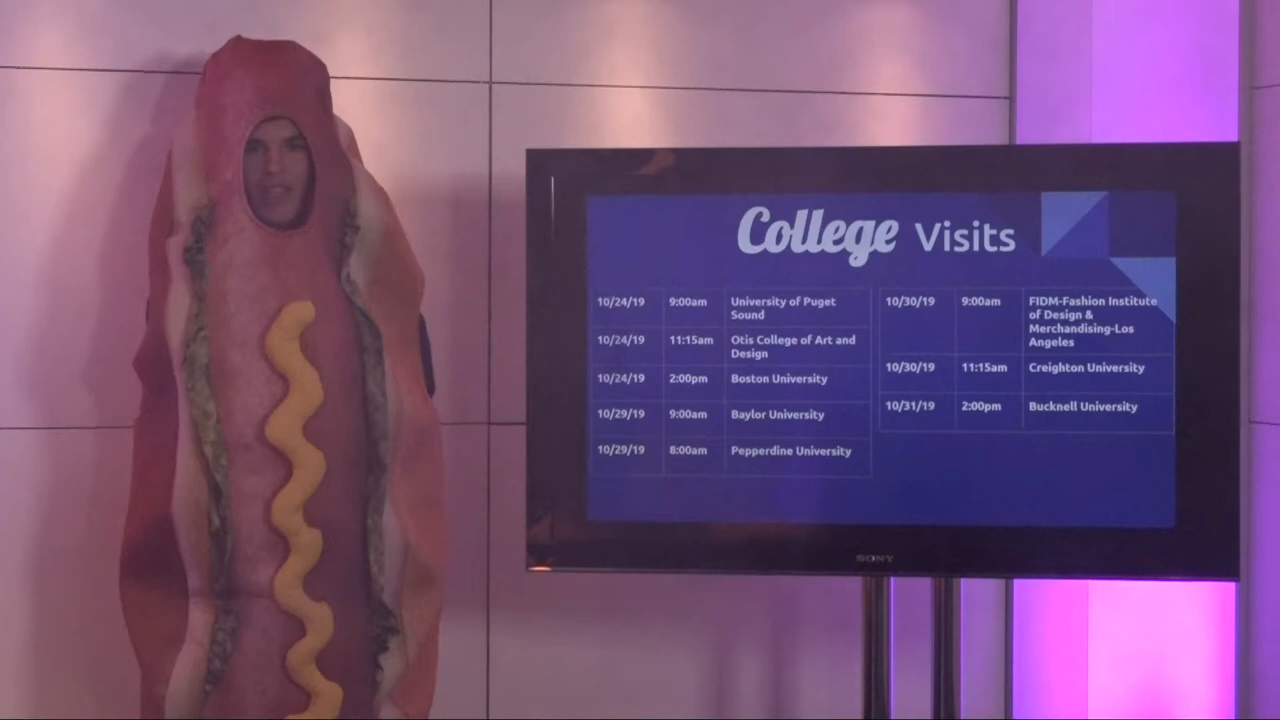 College Visits
10/24/19 9:00am University of Puget
Sound
10/24/19 11:15am Otis College of Art and
Design
10/24/19 2:00pm Boston University
10/29/19 9:00am Baylor University
10/29/19 8:00am Pepperdine University
10/30/19 9:00am FIDM-Fashion Institute
of Design &
Merchandising-Los
Angeles
10/30/19 11:15am Creighton University
10/31/19 2:00pm Bucknell University
SONY